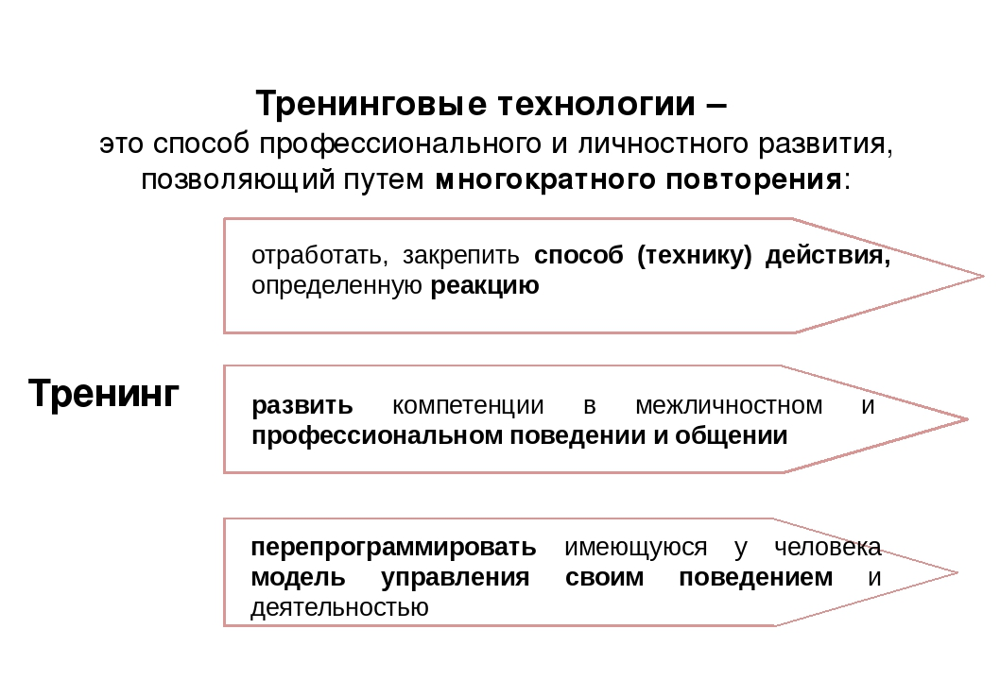 Тренинговые технологии –
это способ профессионального и личностного развития,
позволяющий путем многократного повторения:
отработать, закрепить способ (технику) действия,
определенную реакцию
Тренинг
развить компетенции в межличностном и
профессиональном поведении и общении
перепрограммировать имеющуюся у человека
модель управления своим поведением и
деятельностью